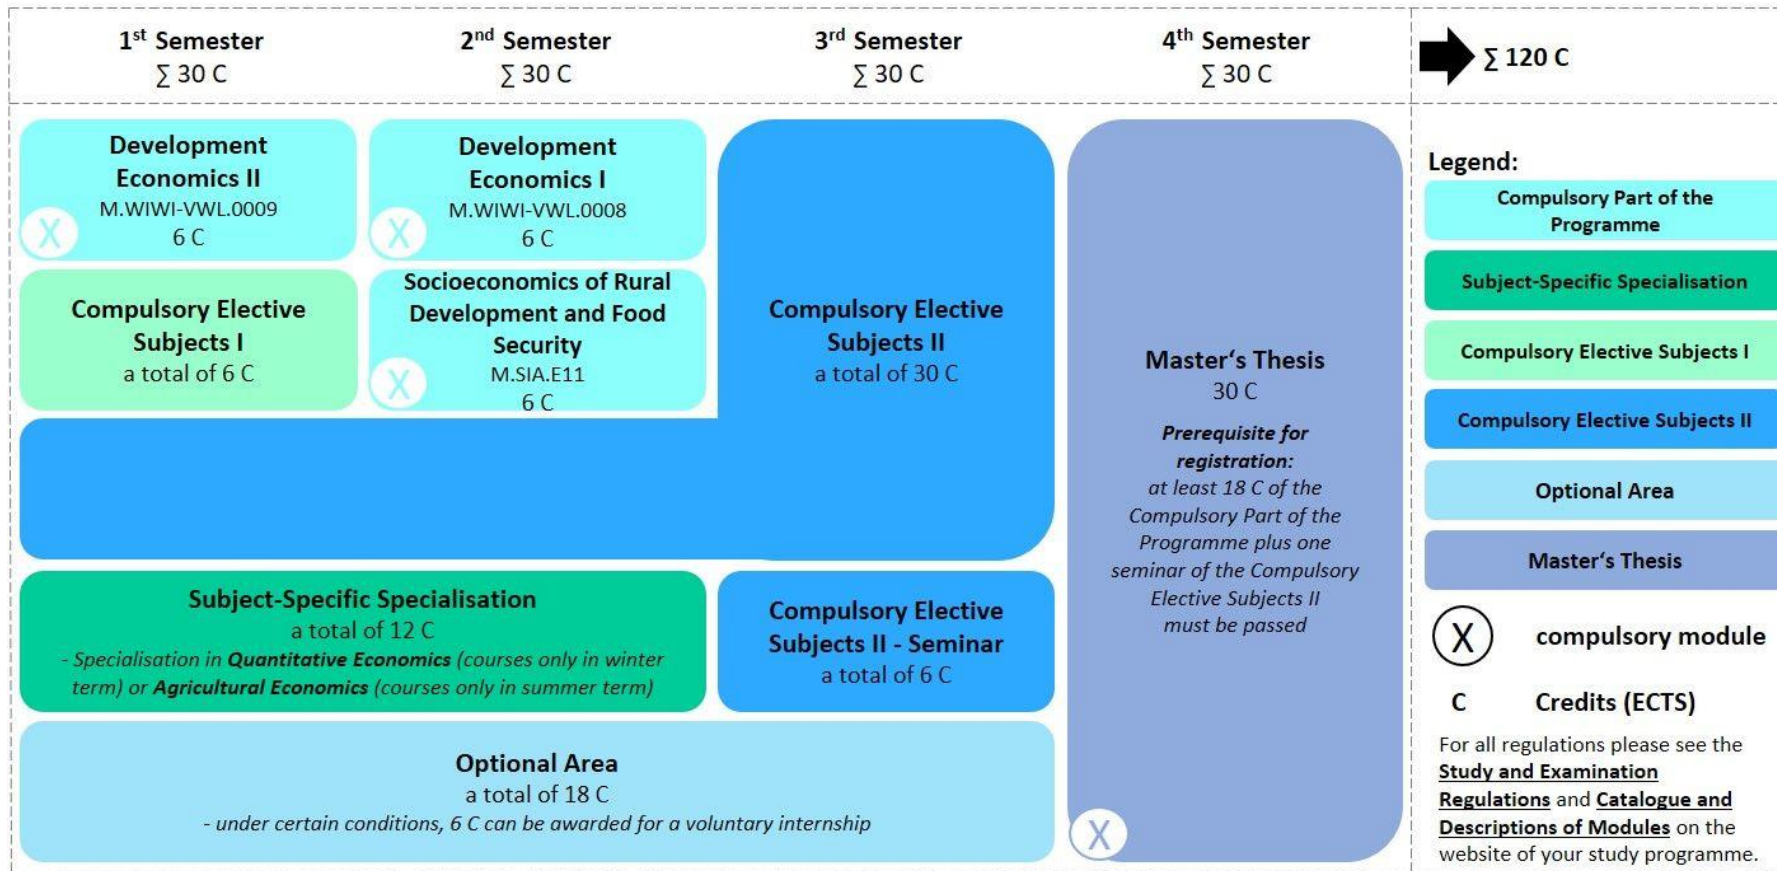 1st Semester
∑ 30 C
2nd Semester
∑ 30 C
3rd Semester
∑ 30 C
4th Semester
∑ 30 C
∑ 120 C
Development
Economics II
M.WIWI-VWL.0009
6 C
X
Development
Economics I
M.WIWI-VWL.0008
6 C
X
Compulsory Elective
Subjects I
a total of 6 C
Socioeconomics of Rural
Development and Food
Security
M.SIA.E11
6 C
X
Compulsory Elective
Subjects II
a total of 30 C
Subject-Specific Specialisation
a total of 12 C
- Specialisation in Quantitative Economics (courses only in winter
term) or Agricultural Economics (courses only in summer term)
Compulsory Elective
Subjects II - Seminar
a total of 6 C
Optional Area
a total of 18 C
- under certain conditions, 6 C can be awarded for a voluntary internship
Master‘s Thesis
30 C
Prerequisite for
registration:
at least 18 C of the
Compulsory Part of the
Programme plus one
seminar of the Compulsory
Elective Subjects II
must be passed
X
Legend:
Compulsory Part of the
Programme
Subject-Specific Specialisation
Compulsory Elective Subjects I
Compulsory Elective Subjects II
Optional Area
Master‘s Thesis
X compulsory module
C Credits (ECTS)
For all regulations please see the
Study and Examination
Regulations and Catalogue and
Descriptions of Modules on the
website of your study programme.